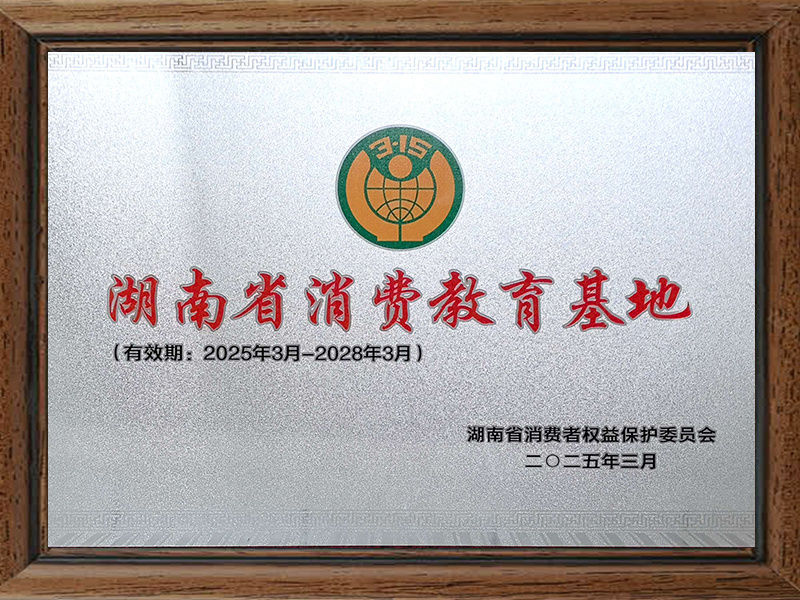 3·15
湖南省消费教育基地
（有效期：2025年3月-2028年3月）
湖南省消费者权益保护委员会
二〇二五年三月